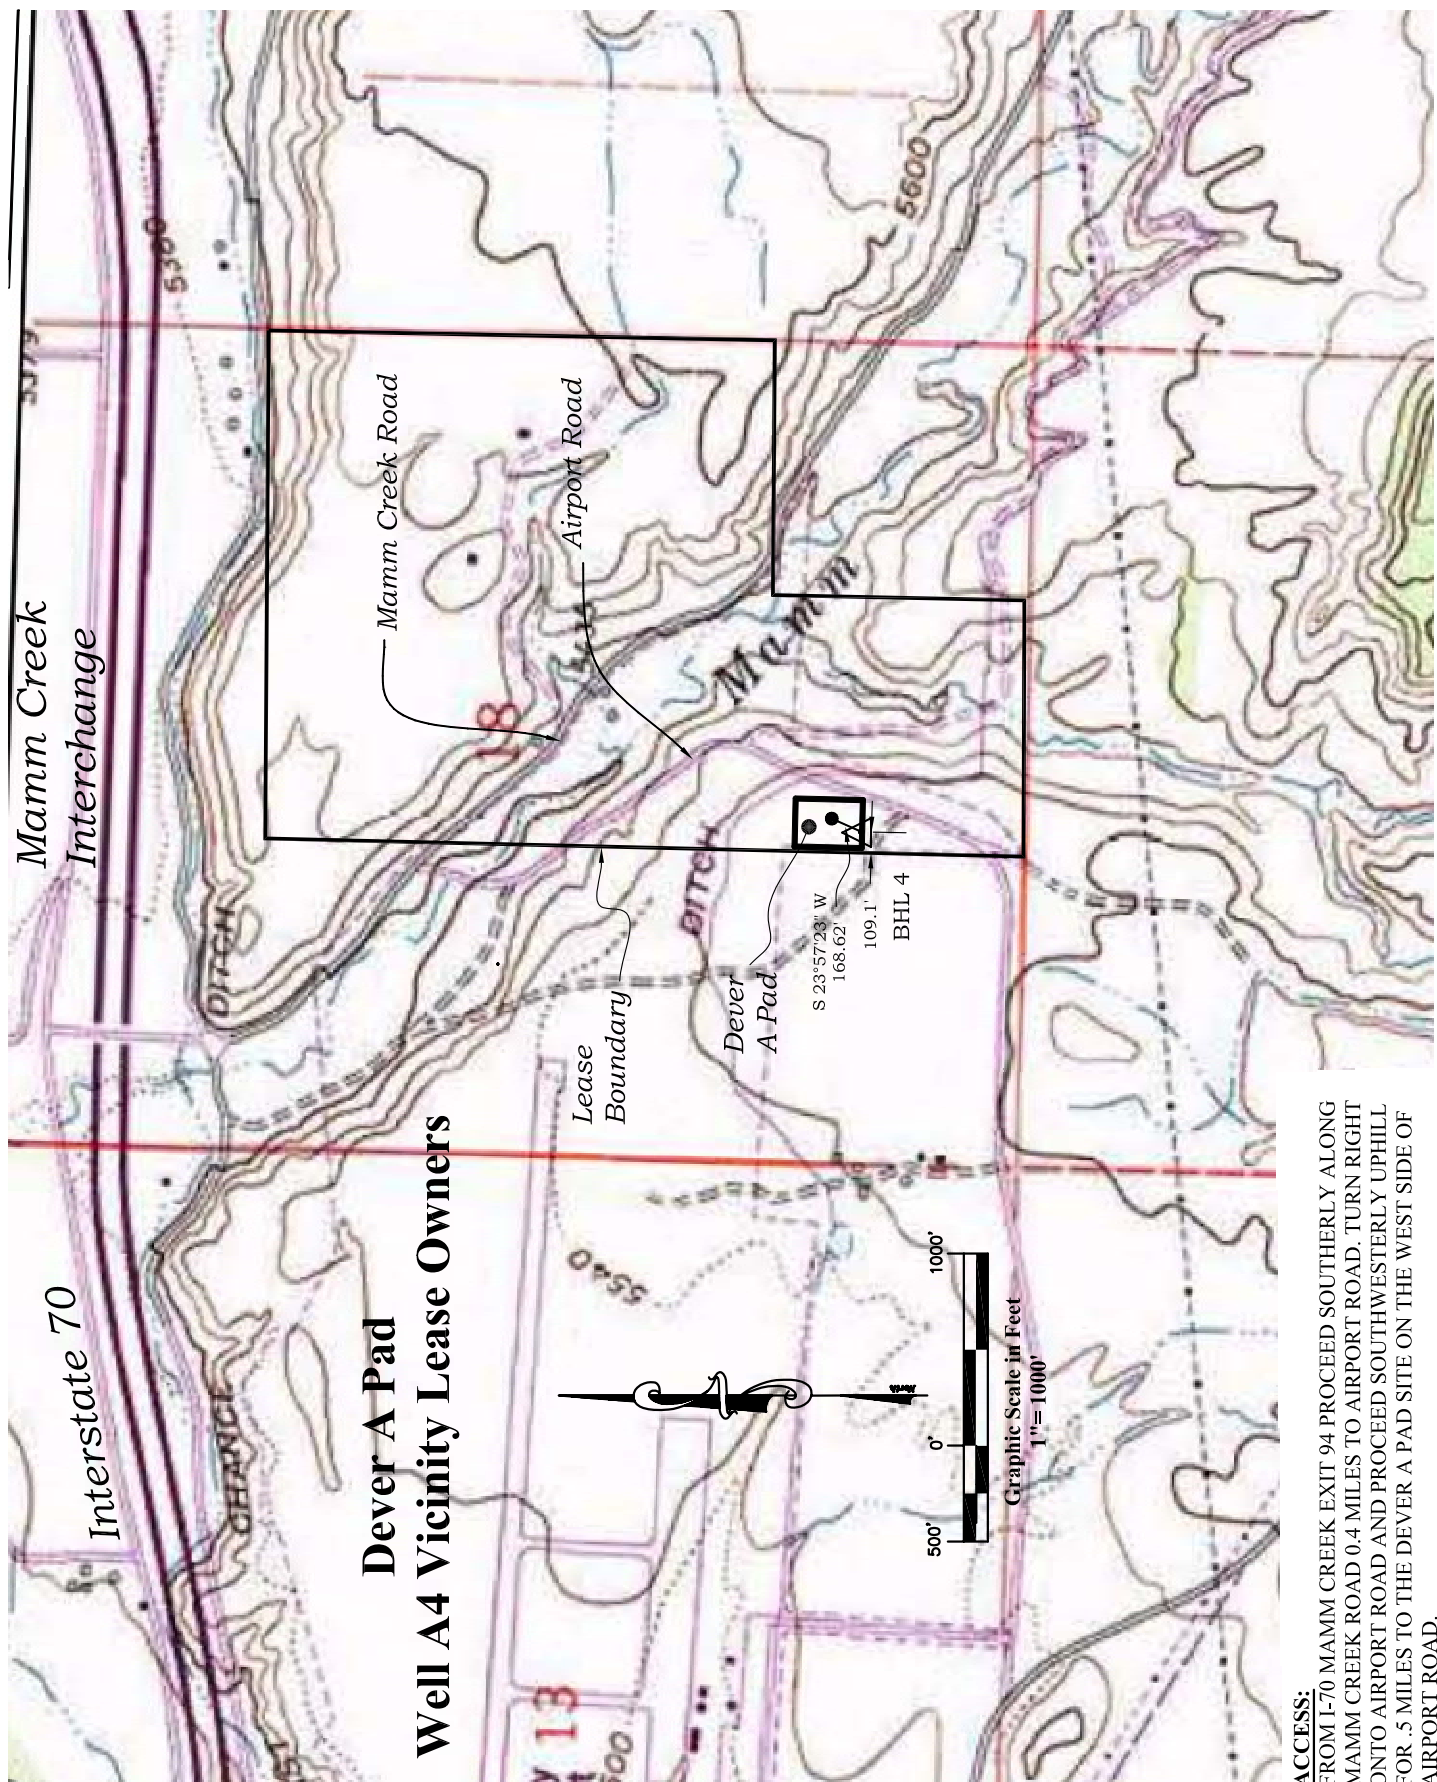 Mamm Creek
Interchange
Interstate 70
5360
5379
5600
Mamm Creek Road
Airport Road
18
Mamm
DITCH
DITCH
Dever A Pad
Well A4 Vicinity Lease Owners
Lease
Boundary
Dever
A Pad
S 23°57'23" W
168.62'
109.1'
BHL 4
5540
North
500'
0'
1000'
Graphic Scale in Feet
1"= 1000'
13
ACCESS:
FROM I-70 MAMM CREEK EXIT 94 PROCEED SOUTHERLY ALONG
MAMM CREEK ROAD 0.4 MILES TO AIRPORT ROAD. TURN RIGHT
ONTO AIRPORT ROAD AND PROCEED SOUTHWESTERLY UPHILL
FOR .5 MILES TO THE DEVER A PAD SITE ON THE WEST SIDE OF
AIRPORT ROAD.